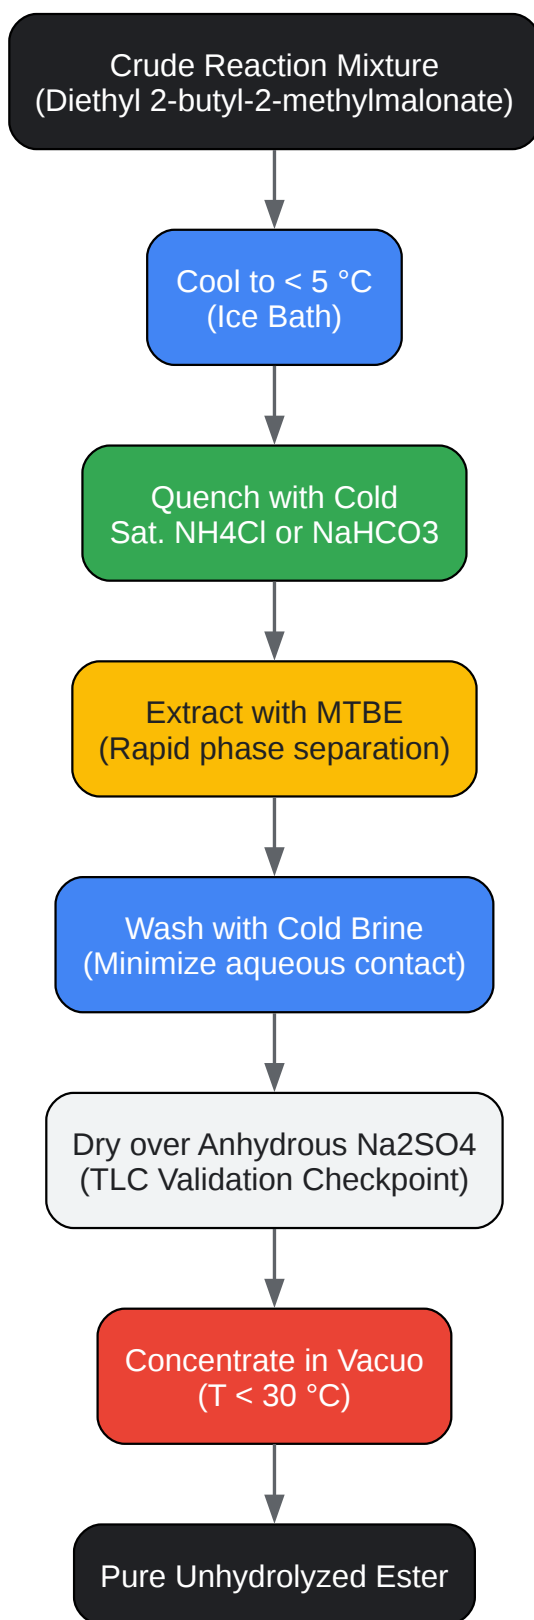 Crude Reaction Mixture
(Diethyl 2-butyl-2-methylmalonate)
Cool to < 5 °C
(Ice Bath)
Quench with Cold
Sat. NH4Cl or NaHCO3
Extract with MTBE
(Rapid phase separation)
Wash with Cold Brine
(Minimize aqueous contact)
Dry over Anhydrous Na2SO4
(TLC Validation Checkpoint)
Concentrate in Vacuo
(T < 30 °C)
Pure Unhydrolyzed Ester